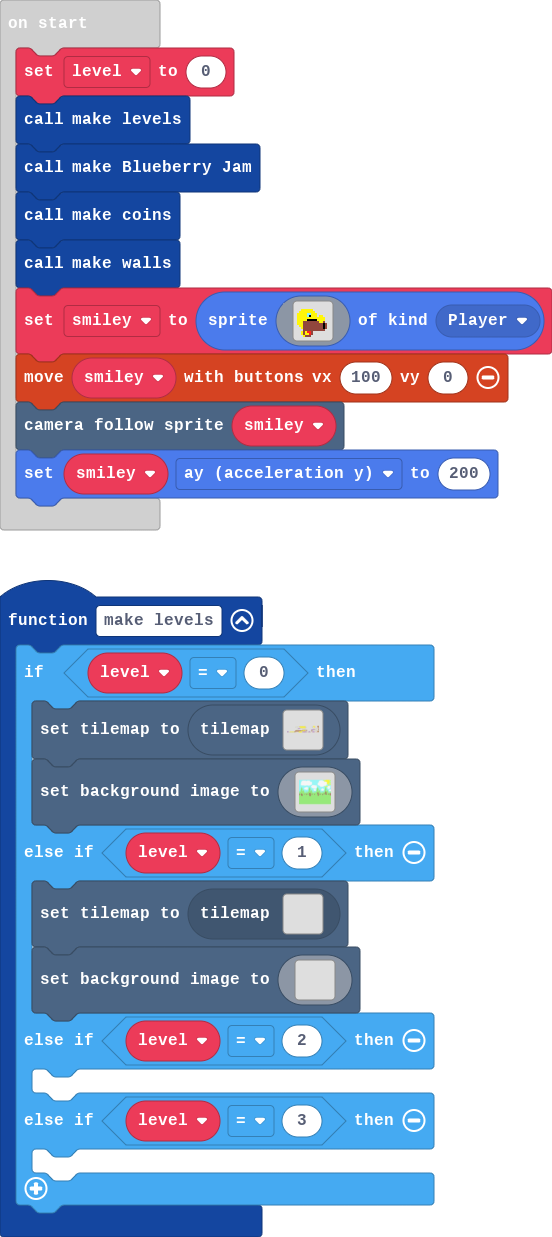 on start
set level to 0
call make levels
call make Blueberry Jam
call make coins
call make walls
set smiley to sprite of kind Player
move smiley with buttons vx 100 vy 0
camera follow sprite smiley
set smiley ay (acceleration y) to 200
function make levels
if level = 0 then
set tilemap to tilemap
set background image to
else if level = 1 then
set tilemap to tilemap
set background image to
else if level = 2 then
else if level = 3 then